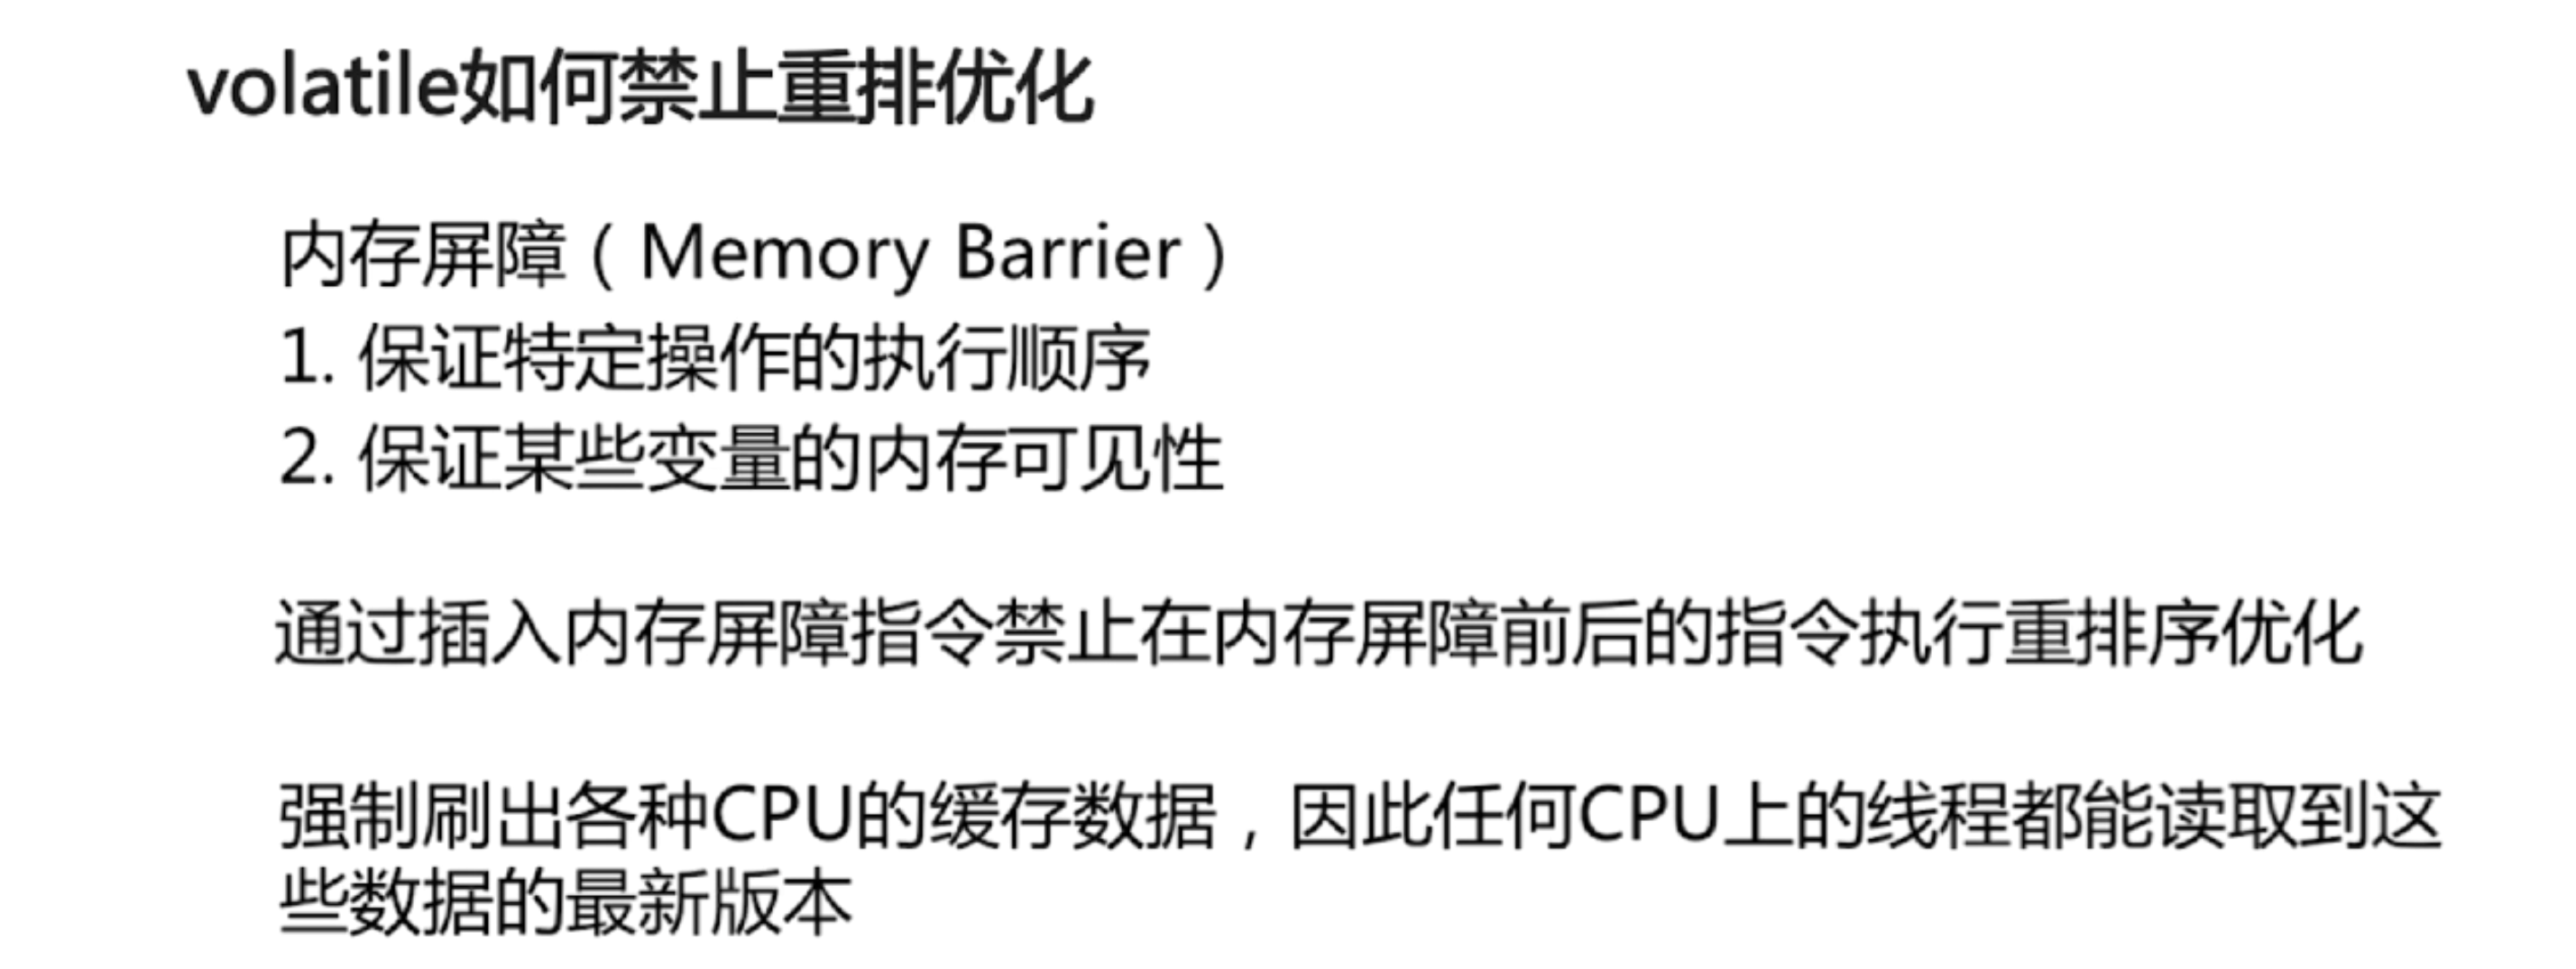 volatile如何禁止重排优化
内存屏障（Memory Barrier）
1. 保证特定操作的执行顺序
2. 保证某些变量的内存可见性
通过插入内存屏障指令禁止在内存屏障前后的指令执行重排序优化
强制刷出各种CPU的缓存数据，因此任何CPU上的线程都能读取到这
些数据的最新版本